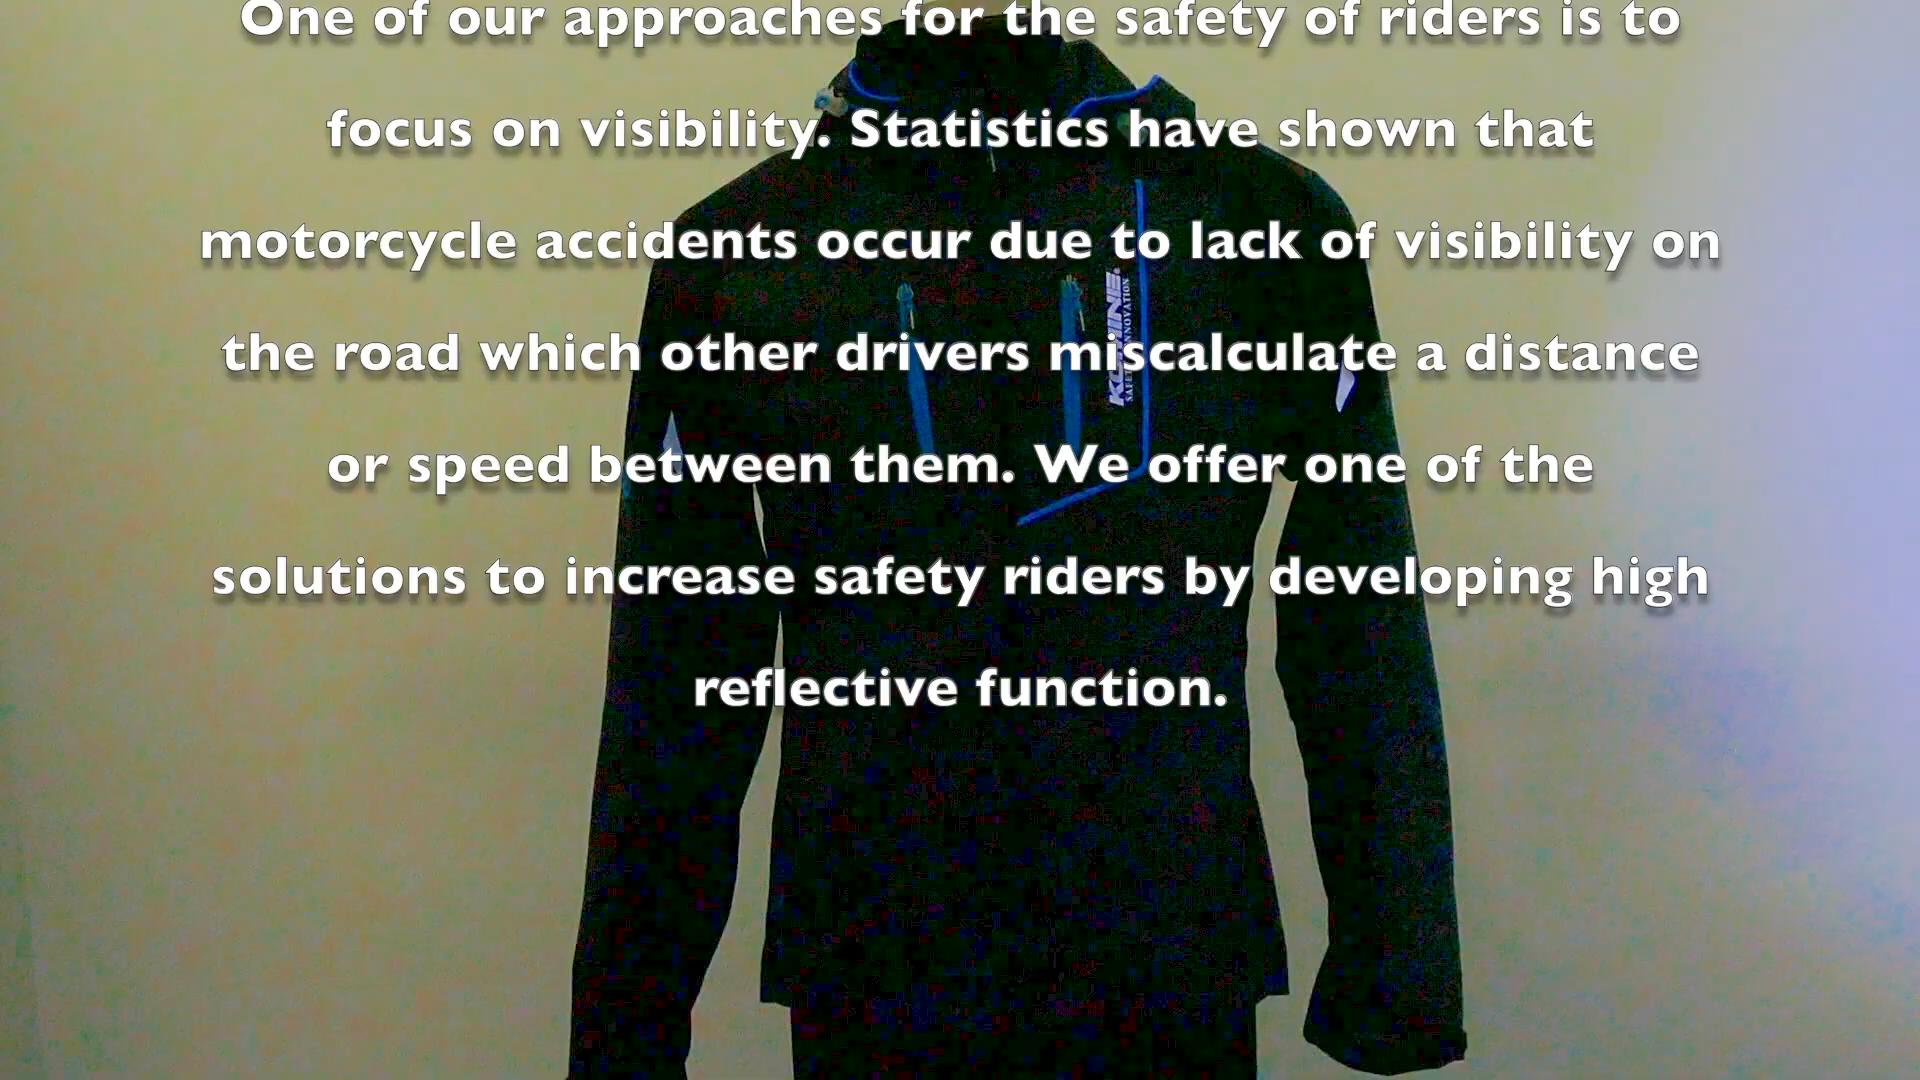 One of our approaches for the safety of riders is to
focus on visibility. Statistics have shown that
motorcycle accidents occur due to lack of visibility on
the road which other drivers miscalculate a distance
or speed between them. We offer one of the
solutions to increase safety riders by developing high
reflective function.